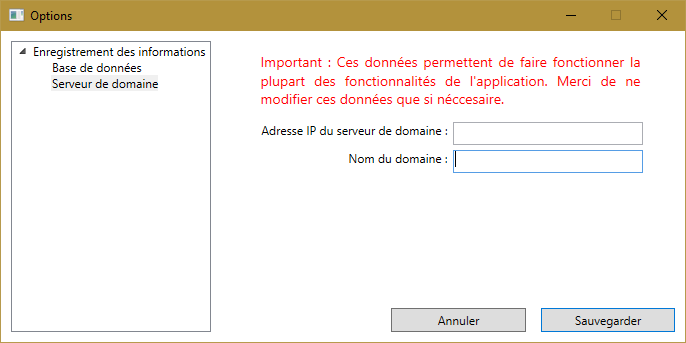 Options
Enregistrement des informations
Base de données
Serveur de domaine
Important : Ces données permettent de faire fonctionner la
plupart des fonctionnalités de l'application. Merci de ne
modifier ces données que si néccesaire.
Adresse IP du serveur de domaine :
Nom du domaine :
Annuler
Sauvegarder